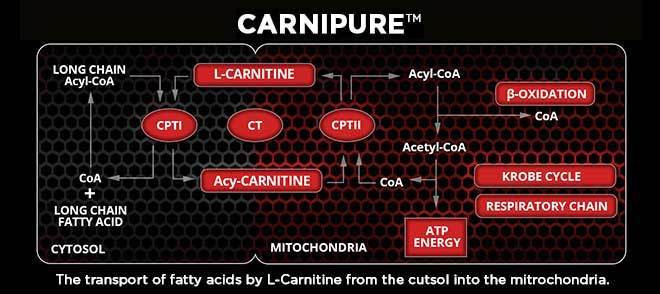 CARNIPURE™
LONG CHAIN
Acyl-CoA
L-CARNITINE
Acyl-CoA
β-OXIDATION
CoA
CPTI
CT
CPTII
Acetyl-CoA
CoA
+
LONG CHAIN
FATTY ACID
Acy-CARNITINE
CoA
KROBE CYCLE
RESPIRATORY CHAIN
ATP
ENERGY
CYTOSOL
MITOCHONDRIA
The transport of fatty acids by L-Carnitine from the cutsol into the mitrochondria.